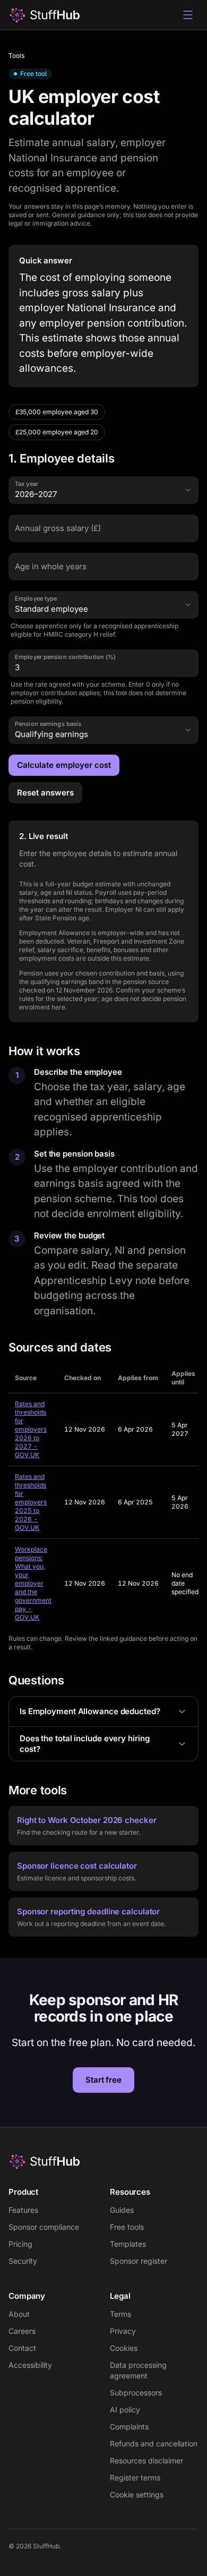 StuffHub
Tools
Free tool
UK employer cost
calculator
Estimate annual salary, employer
National Insurance and pension
costs for an employee or
recognised apprentice.
Your answers stay in this page's memory. Nothing you enter is
saved or sent. General guidance only; this tool does not provide
legal or immigration advice.
Quick answer
The cost of employing someone
includes gross salary plus
employer National Insurance and
any employer pension contribution.
This estimate shows those annual
costs before employer-wide
allowances.
£35,000 employee aged 30
£25,000 employee aged 20
1. Employee details
Tax year
2026–2027
Annual gross salary (£)
Age in whole years
Employee type
Standard employee
Choose apprentice only for a recognised apprenticeship
eligible for HMRC category H relief.
Employer pension contribution (%)
3
Use the rate agreed with your scheme. Enter 0 only if no
employer contribution applies; this tool does not determine
pension eligibility.
Pension earnings basis
Qualifying earnings
Calculate employer cost
Reset answers
2. Live result
Enter the employee details to estimate annual
cost.
This is a full-year budget estimate with unchanged
salary, age and NI status. Payroll uses pay-period
thresholds and rounding; birthdays and changes during
the year can alter the result. Employer NI can still apply
after State Pension age.
Employment Allowance is employer-wide and has not
been deducted. Veteran, Freeport and Investment Zone
relief, salary sacrifice, benefits, bonuses and other
employment costs are outside this estimate.
Pension uses your chosen contribution and basis, using
the qualifying earnings band in the pension source
checked on 12 November 2026. Confirm your scheme's
rules for the selected year; age does not decide pension
enrolment here.
How it works
1
Describe the employee
Choose the tax year, salary, age
and whether an eligible
recognised apprenticeship
applies.
2
Set the pension basis
Use the employer contribution and
earnings basis agreed with the
pension scheme. This tool does
not decide enrolment eligibility.
3
Review the budget
Compare salary, NI and pension
as you edit. Read the separate
Apprenticeship Levy note before
budgeting across an
organisation.
Sources and dates
Source Checked on Applies from Applies until
Rates and thresholds for employers 2026 to 2027 - GOV.UK 12 Nov 2026 6 Apr 2026 5 Apr 2027
Rates and thresholds for employers 2025 to 2026 - GOV.UK 12 Nov 2026 6 Apr 2025 5 Apr 2026
Workplace pensions: What you, your employer and the government pay - GOV.UK 12 Nov 2026 12 Nov 2026 No end date specified
Rules can change. Review the linked guidance before acting on
a result.
Questions
Is Employment Allowance deducted?
Does the total include every hiring
cost?
More tools
Right to Work October 2026 checker
Find the checking route for a new starter.
Sponsor licence cost calculator
Estimate licence and sponsorship costs.
Sponsor reporting deadline calculator
Work out a reporting deadline from an event date.
Keep sponsor and HR
records in one place
Start on the free plan. No card needed.
Start free
StuffHub
Product
Features
Sponsor compliance
Pricing
Security
Resources
Guides
Free tools
Templates
Sponsor register
Company
About
Careers
Contact
Accessibility
Legal
Terms
Privacy
Cookies
Data processing
agreement
Subprocessors
AI policy
Complaints
Refunds and cancellation
Resources disclaimer
Register terms
Cookie settings
© 2026 StuffHub.